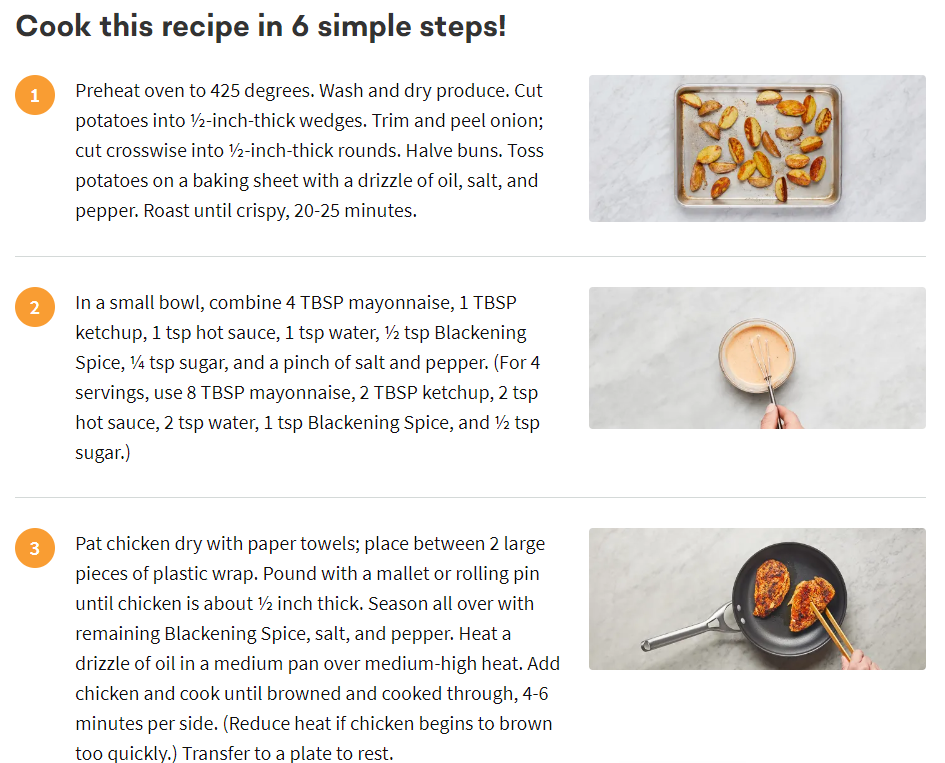 Cook this recipe in 6 simple steps!
1
Preheat oven to 425 degrees. Wash and dry produce. Cut
potatoes into ½-inch-thick wedges. Trim and peel onion;
cut crosswise into ½-inch-thick rounds. Halve buns. Toss
potatoes on a baking sheet with a drizzle of oil, salt, and
pepper. Roast until crispy, 20-25 minutes.
2
In a small bowl, combine 4 TBSP mayonnaise, 1 TBSP
ketchup, 1 tsp hot sauce, 1 tsp water, ½ tsp Blackening
Spice, ¼ tsp sugar, and a pinch of salt and pepper. (For 4
servings, use 8 TBSP mayonnaise, 2 TBSP ketchup, 2 tsp
hot sauce, 2 tsp water, 1 tsp Blackening Spice, and ½ tsp
sugar.)
3
Pat chicken dry with paper towels; place between 2 large
pieces of plastic wrap. Pound with a mallet or rolling pin
until chicken is about ½ inch thick. Season all over with
remaining Blackening Spice, salt, and pepper. Heat a
drizzle of oil in a medium pan over medium-high heat. Add
chicken and cook until browned and cooked through, 4-6
minutes per side. (Reduce heat if chicken begins to brown
too quickly.) Transfer to a plate to rest.